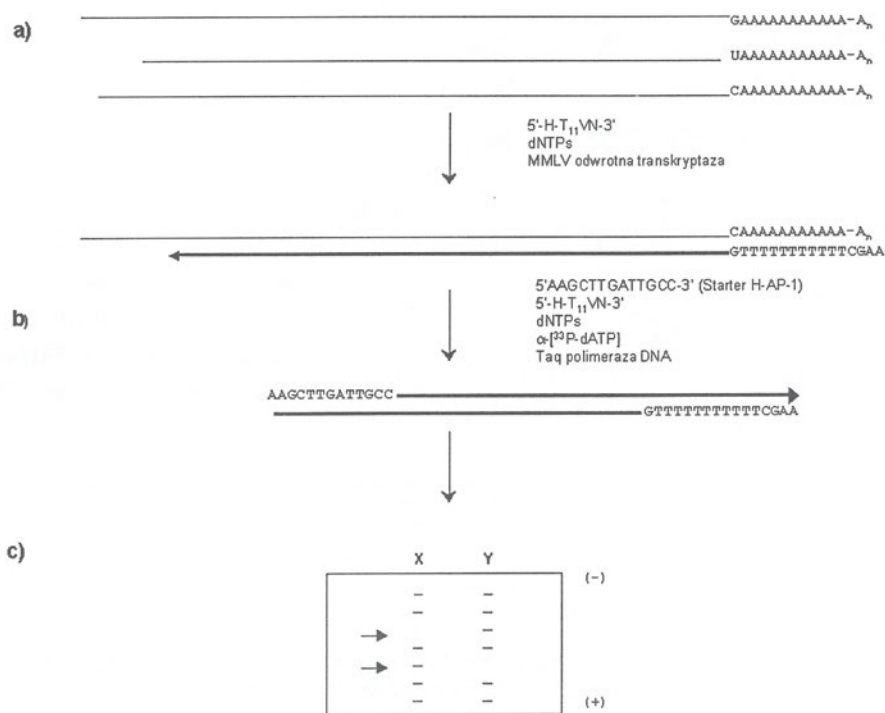 a)
GAAAAAAAAAAA-Aₙ
UAAAAAAAAAAA-Aₙ
CAAAAAAAAAAA-Aₙ
5'-H-T₁₁VN-3'
dNTPs
MMLV odwrotna transkryptaza
CAAAAAAAAAAA-Aₙ
GTTTTTTTTTTTCGAA
b)
5'AAGCTTGATTGCC-3' (Starter H-AP-1)
5'-H-T₁₁VN-3'
dNTPs
α-[³³P-dATP]
Taq polimeraza DNA
AAGCTTGATTGCC
GTTTTTTTTTTTCGAA
c)
X Y
(-)
(+)